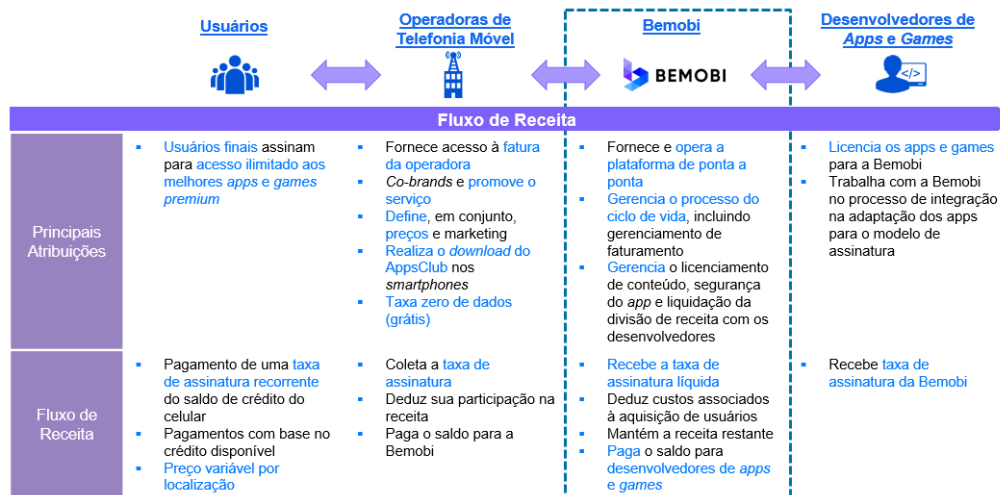 Usuários
Operadoras de
Telefonia Móvel
Bemobi
Desenvolvedores de
Apps e Games
BEMOBI
</>
Fluxo de Receita
Principais
Atribuições
▪ Usuários finais assinam
para acesso ilimitado aos
melhores apps e games
premium
▪ Fornece acesso à fatura
da operadora
▪ Co-brands e promove o
serviço
▪ Define, em conjunto,
preços e marketing
▪ Realiza o download do
AppsClub nos
smartphones
▪ Taxa zero de dados
(grátis)
▪ Fornece e opera a
plataforma de ponta a
ponta
▪ Gerencia o processo do
ciclo de vida, incluindo
gerenciamento de
faturamento
▪ Gerencia o licenciamento
de conteúdo, segurança
do app e liquidação da
divisão de receita com os
desenvolvedores
▪ Licencia os apps e games
para a Bemobi
▪ Trabalha com a Bemobi
no processo de integração
na adaptação dos apps
para o modelo de
assinatura
Fluxo de
Receita
▪ Pagamento de uma taxa
de assinatura recorrente
do saldo de crédito do
celular
▪ Pagamentos com base no
crédito disponível
▪ Preço variável por
localização
▪ Coleta a taxa de
assinatura
▪ Deduz sua participação na
receita
▪ Paga o saldo para a
Bemobi
▪ Recebe a taxa de
assinatura líquida
▪ Deduz custos associados
à aquisição de usuários
▪ Mantém a receita restante
▪ Paga o saldo para
desenvolvedores de apps
e games
▪ Recebe taxa de
assinatura da Bemobi